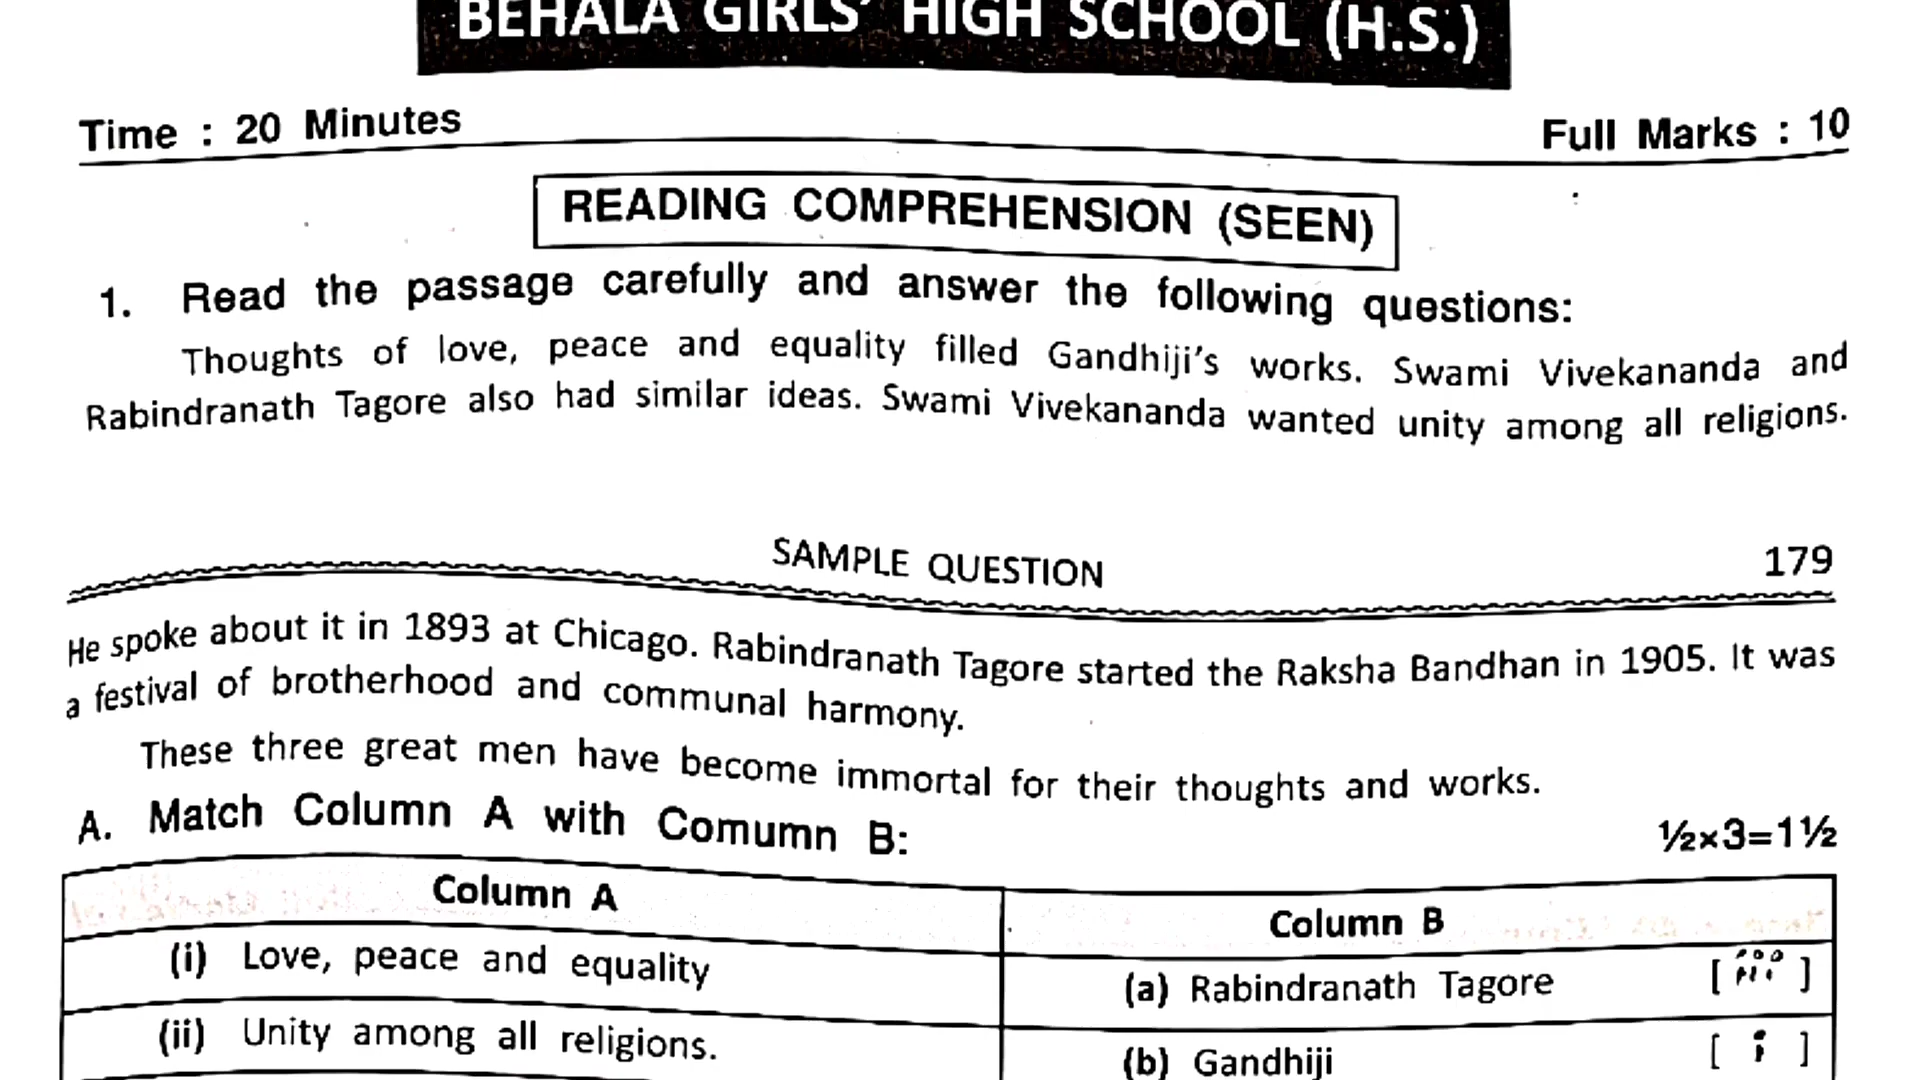 BEHALA GIRLS' HIGH SCHOOL (H.S.)
Time : 20 Minutes Full Marks : 10
READING COMPREHENSION (SEEN)
1. Read the passage carefully and answer the following questions:
Thoughts of love, peace and equality filled Gandhiji's works. Swami Vivekananda and
Rabindranath Tagore also had similar ideas. Swami Vivekananda wanted unity among all religions.
SAMPLE QUESTION 179
He spoke about it in 1893 at Chicago. Rabindranath Tagore started the Raksha Bandhan in 1905. It was
a festival of brotherhood and communal harmony.
These three great men have become immortal for their thoughts and works.
A. Match Column A with Comumn B: ½×3=1½
Column A Column B
(i) Love, peace and equality (a) Rabindranath Tagore [ iii ]
(ii) Unity among all religions. (b) Gandhiji [ i ]